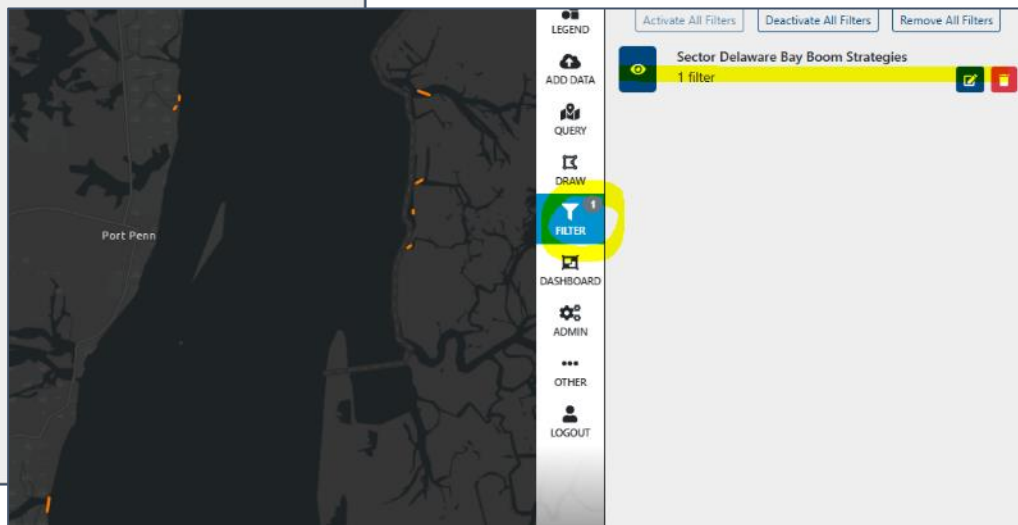 Port Penn
LEGEND
ADD DATA
QUERY
DRAW
1
FILTER
DASHBOARD
ADMIN
OTHER
LOGOUT
Activate All Filters Deactivate All Filters Remove All Filters
Sector Delaware Bay Boom Strategies
1 filter